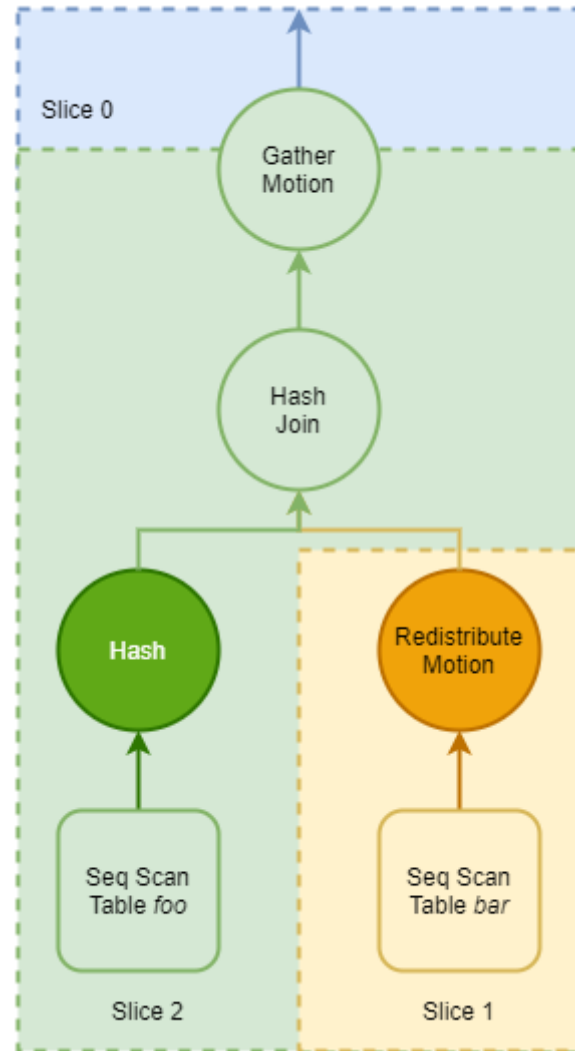 Slice 0
Gather
Motion
Hash
Join
Hash
Redistribute
Motion
Seq Scan
Table foo
Seq Scan
Table bar
Slice 2
Slice 1